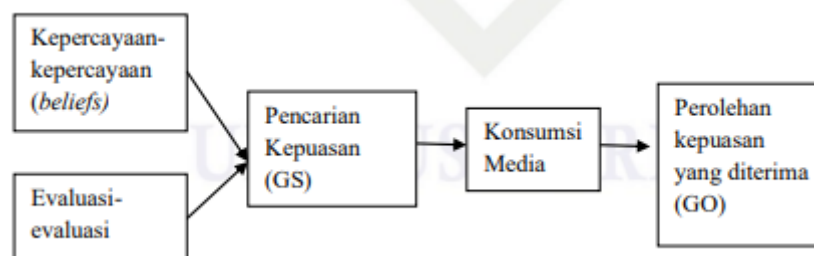 Kepercayaan-
kepercayaan
(beliefs)
Evaluasi-
evaluasi
Pencarian
Kepuasan
(GS)
Konsumsi
Media
Perolehan
kepuasan
yang diterima
(GO)